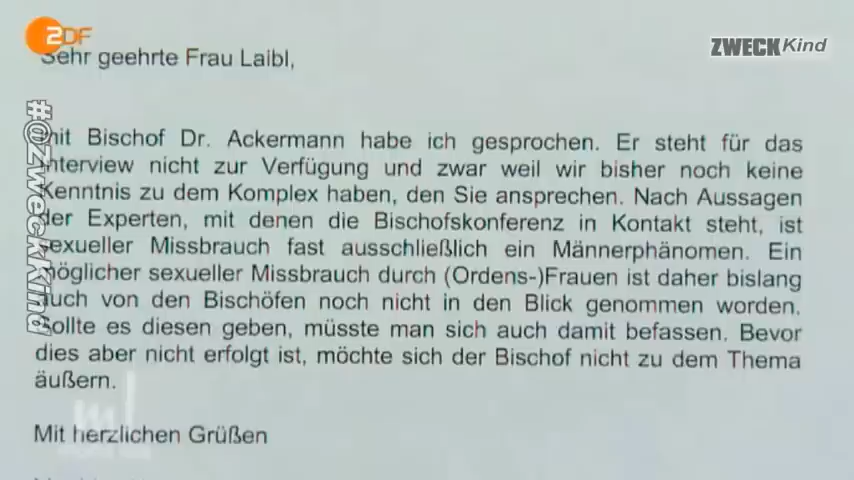 ZDF
ZWECKKind
Sehr geehrte Frau Laibl,
#@ZweckKind
mit Bischof Dr. Ackermann habe ich gesprochen. Er steht für das
Interview nicht zur Verfügung und zwar weil wir bisher noch keine
Kenntnis zu dem Komplex haben, den Sie ansprechen. Nach Aussagen
der Experten, mit denen die Bischofskonferenz in Kontakt steht, ist
sexueller Missbrauch fast ausschließlich ein Männerphänomen. Ein
möglicher sexueller Missbrauch durch (Ordens-)Frauen ist daher bislang
auch von den Bischöfen noch nicht in den Blick genommen worden.
Sollte es diesen geben, müsste man sich auch damit befassen. Bevor
dies aber nicht erfolgt ist, möchte sich der Bischof nicht zu dem Thema
äußern.
Mit herzlichen Grüßen